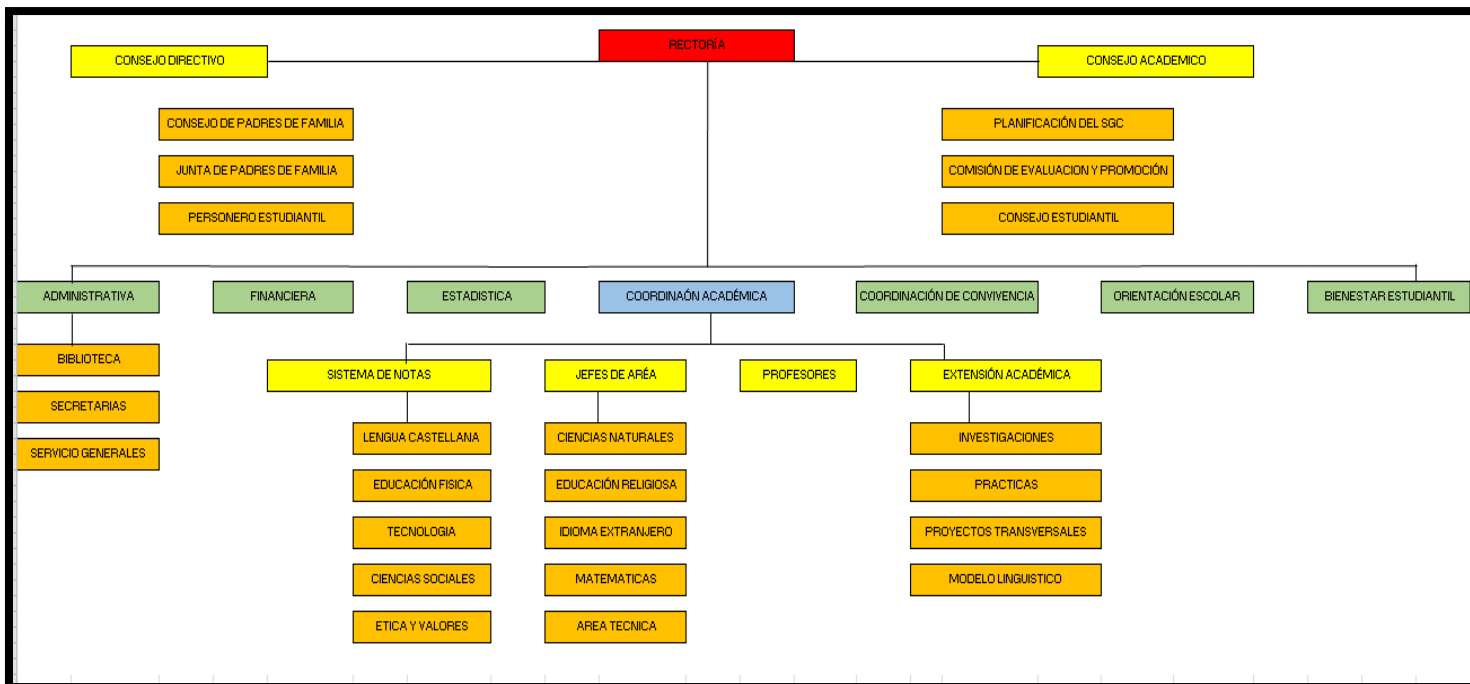 RECTORÍA
CONSEJO DIRECTIVO
CONSEJO ACADEMICO
CONSEJO DE PADRES DE FAMILIA
PLANIFICACIÓN DEL SGC
JUNTA DE PADRES DE FAMILIA
COMISIÓN DE EVALUACION Y PROMOCIÓN
PERSONERO ESTUDIANTIL
CONSEJO ESTUDIANTIL
ADMINISTRATIVA
FINANCIERA
ESTADISTICA
COORDINAÓN ACADÉMICA
COORDINACIÓN DE CONVIVENCIA
ORIENTACIÓN ESCOLAR
BIENESTAR ESTUDIANTIL
BIBLIOTECA
SECRETARIAS
SERVICIO GENERALES
SISTEMA DE NOTAS
JEFES DE ARÉA
PROFESORES
EXTENSIÓN ACADÉMICA
LENGUA CASTELLANA
CIENCIAS NATURALES
INVESTIGACIONES
EDUCACIÓN FISICA
EDUCACIÓN RELIGIOSA
PRACTICAS
TECNOLOGIA
IDIOMA EXTRANJERO
PROYECTOS TRANSVERSALES
CIENCIAS SOCIALES
MATEMATICAS
MODELO LINGUISTICO
ETICA Y VALORES
AREA TECNICA